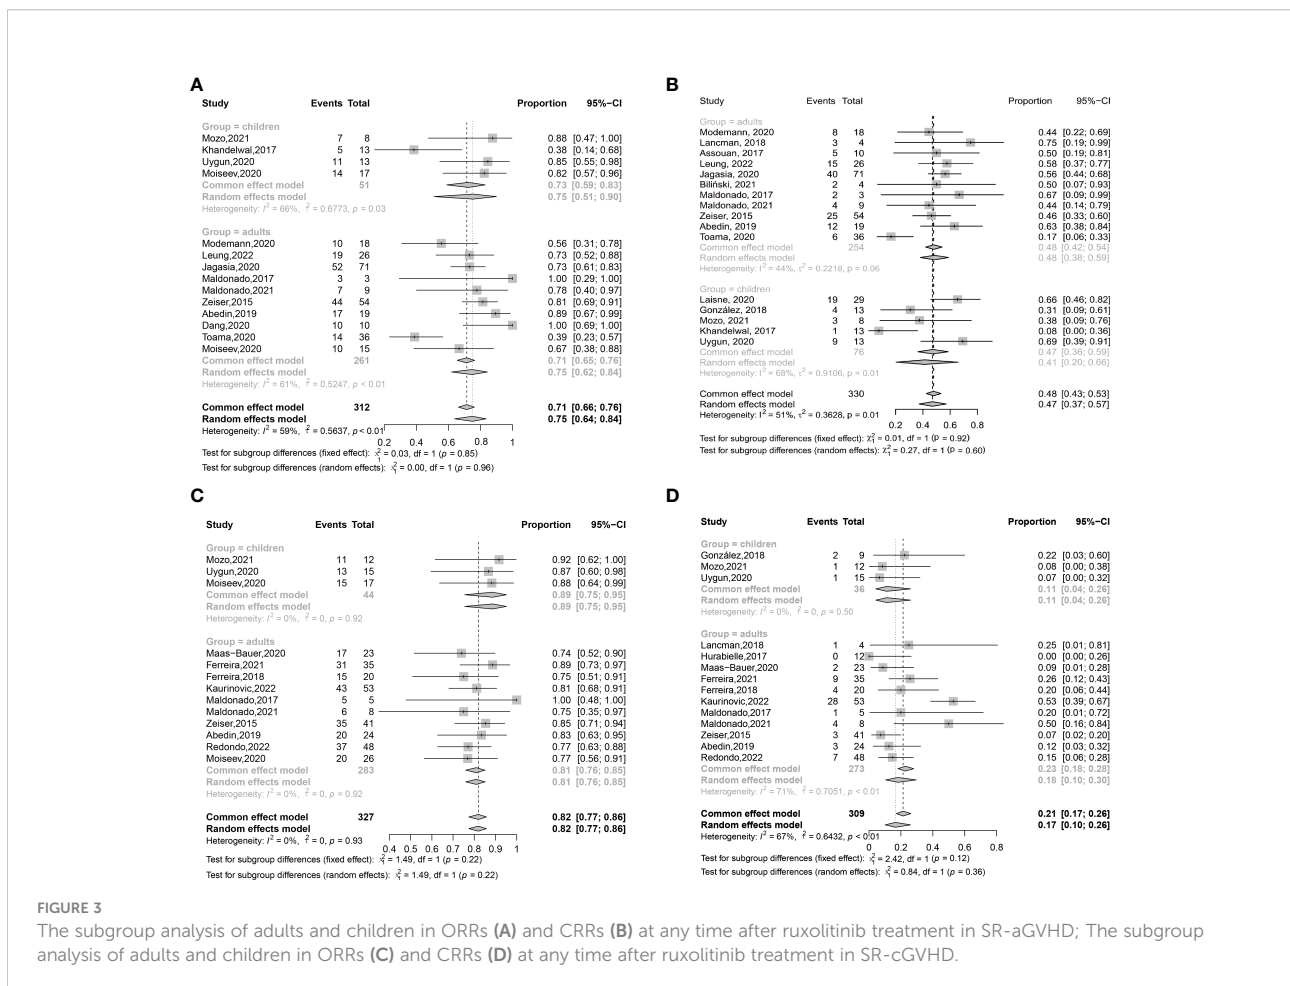 A
Study Events Total Proportion 95%-CI
Group = children
Mozo,2021 7 8 0.88 [0.47; 1.00]
Khandelwal,2017 5 13 0.38 [0.14; 0.68]
Uygun,2020 11 13 0.85 [0.55; 0.98]
Moiseev,2020 14 17 0.82 [0.57; 0.96]
Common effect model 51 0.73 [0.59; 0.83]
Random effects model 0.75 [0.51; 0.90]
Heterogeneity: I² = 66%, τ² = 0.6773, p = 0.03
Group = adults
Modemann,2020 10 18 0.56 [0.31; 0.78]
Leung,2022 19 26 0.73 [0.52; 0.88]
Jagasia,2020 52 71 0.73 [0.61; 0.83]
Maldonado,2017 3 3 1.00 [0.29; 1.00]
Maldonado,2021 7 9 0.78 [0.40; 0.97]
Zeiser,2015 44 54 0.81 [0.69; 0.91]
Abedin,2019 17 19 0.89 [0.67; 0.99]
Dang,2020 10 10 1.00 [0.69; 1.00]
Toama,2020 14 36 0.39 [0.23; 0.57]
Moiseev,2020 10 15 0.67 [0.38; 0.88]
Common effect model 261 0.71 [0.65; 0.76]
Random effects model 0.75 [0.62; 0.84]
Heterogeneity: I² = 61%, τ² = 0.5247, p < 0.01
Common effect model 312 0.71 [0.66; 0.76]
Random effects model 0.75 [0.64; 0.84]
Heterogeneity: I² = 59%, τ² = 0.5637, p < 0.01
0.2 0.4 0.6 0.8 1
Test for subgroup differences (fixed effect): χ²₁ = 0.03, df = 1 (p = 0.85)
Test for subgroup differences (random effects): χ²₁ = 0.00, df = 1 (p = 0.96)
B
Study Events Total Proportion 95%-CI
Group = adults
Modemann, 2020 8 18 0.44 [0.22; 0.69]
Lancman, 2018 3 4 0.75 [0.19; 0.99]
Assouan, 2017 5 10 0.50 [0.19; 0.81]
Leung, 2022 15 26 0.58 [0.37; 0.77]
Jagasia, 2020 40 71 0.56 [0.44; 0.68]
Biliński, 2021 2 4 0.50 [0.07; 0.93]
Maldonado, 2017 2 3 0.67 [0.09; 0.99]
Maldonado, 2021 4 9 0.44 [0.14; 0.79]
Zeiser, 2015 25 54 0.46 [0.33; 0.60]
Abedin, 2019 12 19 0.63 [0.38; 0.84]
Toama, 2020 6 36 0.17 [0.06; 0.33]
Common effect model 254 0.48 [0.42; 0.54]
Random effects model 0.48 [0.38; 0.59]
Heterogeneity: I² = 44%, τ² = 0.2218, p = 0.06
Group = children
Laisne, 2020 19 29 0.66 [0.46; 0.82]
González, 2018 4 13 0.31 [0.09; 0.61]
Mozo, 2021 3 8 0.38 [0.09; 0.76]
Khandelwal, 2017 1 13 0.08 [0.00; 0.36]
Uygun, 2020 9 13 0.69 [0.39; 0.91]
Common effect model 76 0.47 [0.36; 0.59]
Random effects model 0.41 [0.20; 0.66]
Heterogeneity: I² = 68%, τ² = 0.9106, p = 0.01
Common effect model 330 0.48 [0.43; 0.53]
Random effects model 0.47 [0.37; 0.57]
Heterogeneity: I² = 51%, τ² = 0.3628, p = 0.01
0.2 0.4 0.6 0.8
Test for subgroup differences (fixed effect): χ²₁ = 0.01, df = 1 (p = 0.92)
Test for subgroup differences (random effects): χ²₁ = 0.27, df = 1 (p = 0.60)
C
Study Events Total Proportion 95%-CI
Group = children
Mozo,2021 11 12 0.92 [0.62; 1.00]
Uygun,2020 13 15 0.87 [0.60; 0.98]
Moiseev,2020 15 17 0.88 [0.64; 0.99]
Common effect model 44 0.89 [0.75; 0.95]
Random effects model 0.89 [0.75; 0.95]
Heterogeneity: I² = 0%, τ² = 0, p = 0.92
Group = adults
Maas−Bauer,2020 17 23 0.74 [0.52; 0.90]
Ferreira,2021 31 35 0.89 [0.73; 0.97]
Ferreira,2018 15 20 0.75 [0.51; 0.91]
Kaurinovic,2022 43 53 0.81 [0.68; 0.91]
Maldonado,2017 5 5 1.00 [0.48; 1.00]
Maldonado,2021 6 8 0.75 [0.35; 0.97]
Zeiser,2015 35 41 0.85 [0.71; 0.94]
Abedin,2019 20 24 0.83 [0.63; 0.95]
Redondo,2022 37 48 0.77 [0.63; 0.88]
Moiseev,2020 20 26 0.77 [0.56; 0.91]
Common effect model 283 0.81 [0.76; 0.85]
Random effects model 0.81 [0.76; 0.85]
Heterogeneity: I² = 0%, τ² = 0, p = 0.92
Common effect model 327 0.82 [0.77; 0.86]
Random effects model 0.82 [0.77; 0.86]
Heterogeneity: I² = 0%, τ² = 0, p = 0.93
0.4 0.5 0.6 0.7 0.8 0.9 1
Test for subgroup differences (fixed effect): χ²₁ = 1.49, df = 1 (p = 0.22)
Test for subgroup differences (random effects): χ²₁ = 1.49, df = 1 (p = 0.22)
D
Study Events Total Proportion 95%-CI
Group = children
González,2018 2 9 0.22 [0.03; 0.60]
Mozo,2021 1 12 0.08 [0.00; 0.38]
Uygun,2020 1 15 0.07 [0.00; 0.32]
Common effect model 36 0.11 [0.04; 0.26]
Random effects model 0.11 [0.04; 0.26]
Heterogeneity: I² = 0%, τ² = 0, p = 0.50
Group = adults
Lancman,2018 1 4 0.25 [0.01; 0.81]
Hurabielle,2017 0 12 0.00 [0.00; 0.26]
Maas−Bauer,2020 2 23 0.09 [0.01; 0.28]
Ferreira,2021 9 35 0.26 [0.12; 0.43]
Ferreira,2018 4 20 0.20 [0.06; 0.44]
Kaurinovic,2022 28 53 0.53 [0.39; 0.67]
Maldonado,2017 1 5 0.20 [0.01; 0.72]
Maldonado,2021 4 8 0.50 [0.16; 0.84]
Zeiser,2015 3 41 0.07 [0.02; 0.20]
Abedin,2019 3 24 0.12 [0.03; 0.32]
Redondo,2022 7 48 0.15 [0.06; 0.28]
Common effect model 273 0.23 [0.18; 0.28]
Random effects model 0.18 [0.10; 0.30]
Heterogeneity: I² = 71%, τ² = 0.7051, p < 0.01
Common effect model 309 0.21 [0.17; 0.26]
Random effects model 0.17 [0.10; 0.26]
Heterogeneity: I² = 67%, τ² = 0.6432, p < 0.01
0 0.2 0.4 0.6 0.8
Test for subgroup differences (fixed effect): χ²₁ = 2.42, df = 1 (p = 0.12)
Test for subgroup differences (random effects): χ²₁ = 0.84, df = 1 (p = 0.36)
FIGURE 3
The subgroup analysis of adults and children in ORRs (A) and CRRs (B) at any time after ruxolitinib treatment in SR-aGVHD; The subgroup
analysis of adults and children in ORRs (C) and CRRs (D) at any time after ruxolitinib treatment in SR-cGVHD.